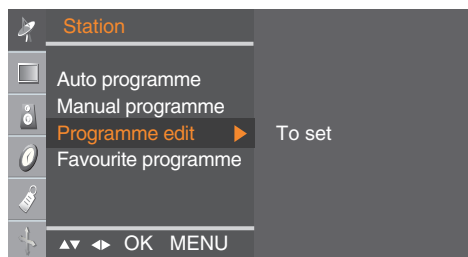 Station
Auto programme
Manual programme
Programme edit ▶ To set
Favourite programme
▲▼ ◀▶ OK MENU